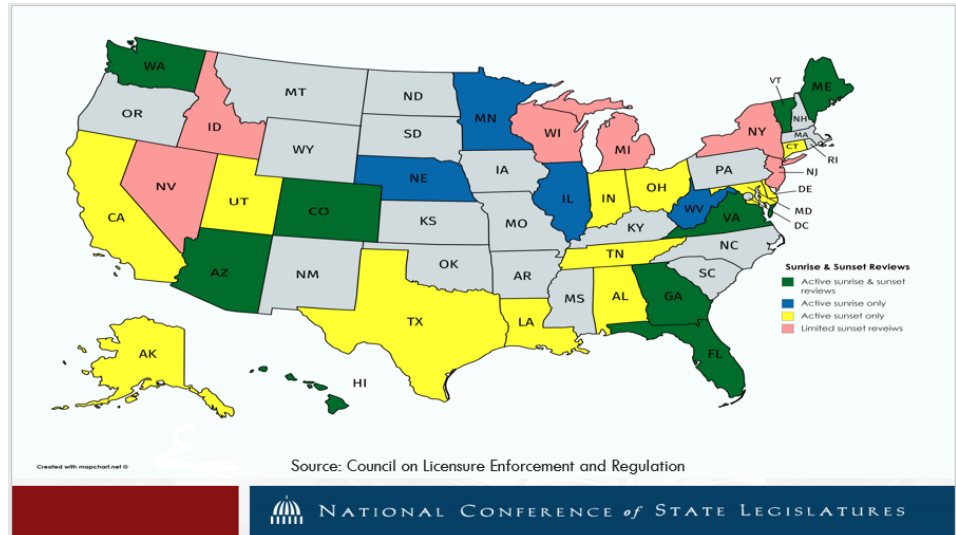 WA
MT
ND
OR
ID
SD
WY
MN
WI
MI
NY
VT
ME
NH
MA
CT
RI
NJ
PA
DE
MD
DC
NV
UT
CA
CO
NE
IA
IL
IN
OH
WV
VA
KS
MO
KY
NC
TN
SC
AZ
NM
OK
AR
MS
AL
GA
TX
LA
FL
AK
HI
Sunrise & Sunset Reviews
Active sunrise & sunset
reviews
Active sunrise only
Active sunset only
Limited sunset reveiws
Created with mapchart.net ©
Source: Council on Licensure Enforcement and Regulation
NATIONAL CONFERENCE of STATE LEGISLATURES